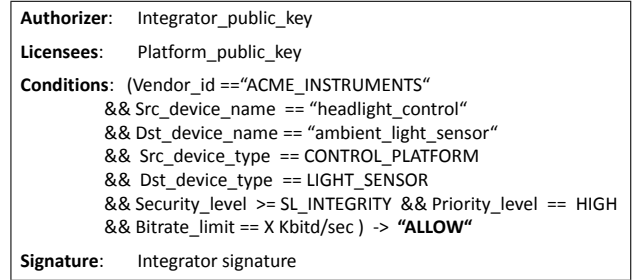 Authorizer: Integrator_public_key
Licensees: Platform_public_key
Conditions: (Vendor_id ==“ACME_INSTRUMENTS“
&& Src_device_name == “headlight_control“
&& Dst_device_name == “ambient_light_sensor“
&& Src_device_type == CONTROL_PLATFORM
&& Dst_device_type == LIGHT_SENSOR
&& Security_level >= SL_INTEGRITY && Priority_level == HIGH
&& Bitrate_limit == X Kbitd/sec ) -> “ALLOW“
Signature: Integrator signature